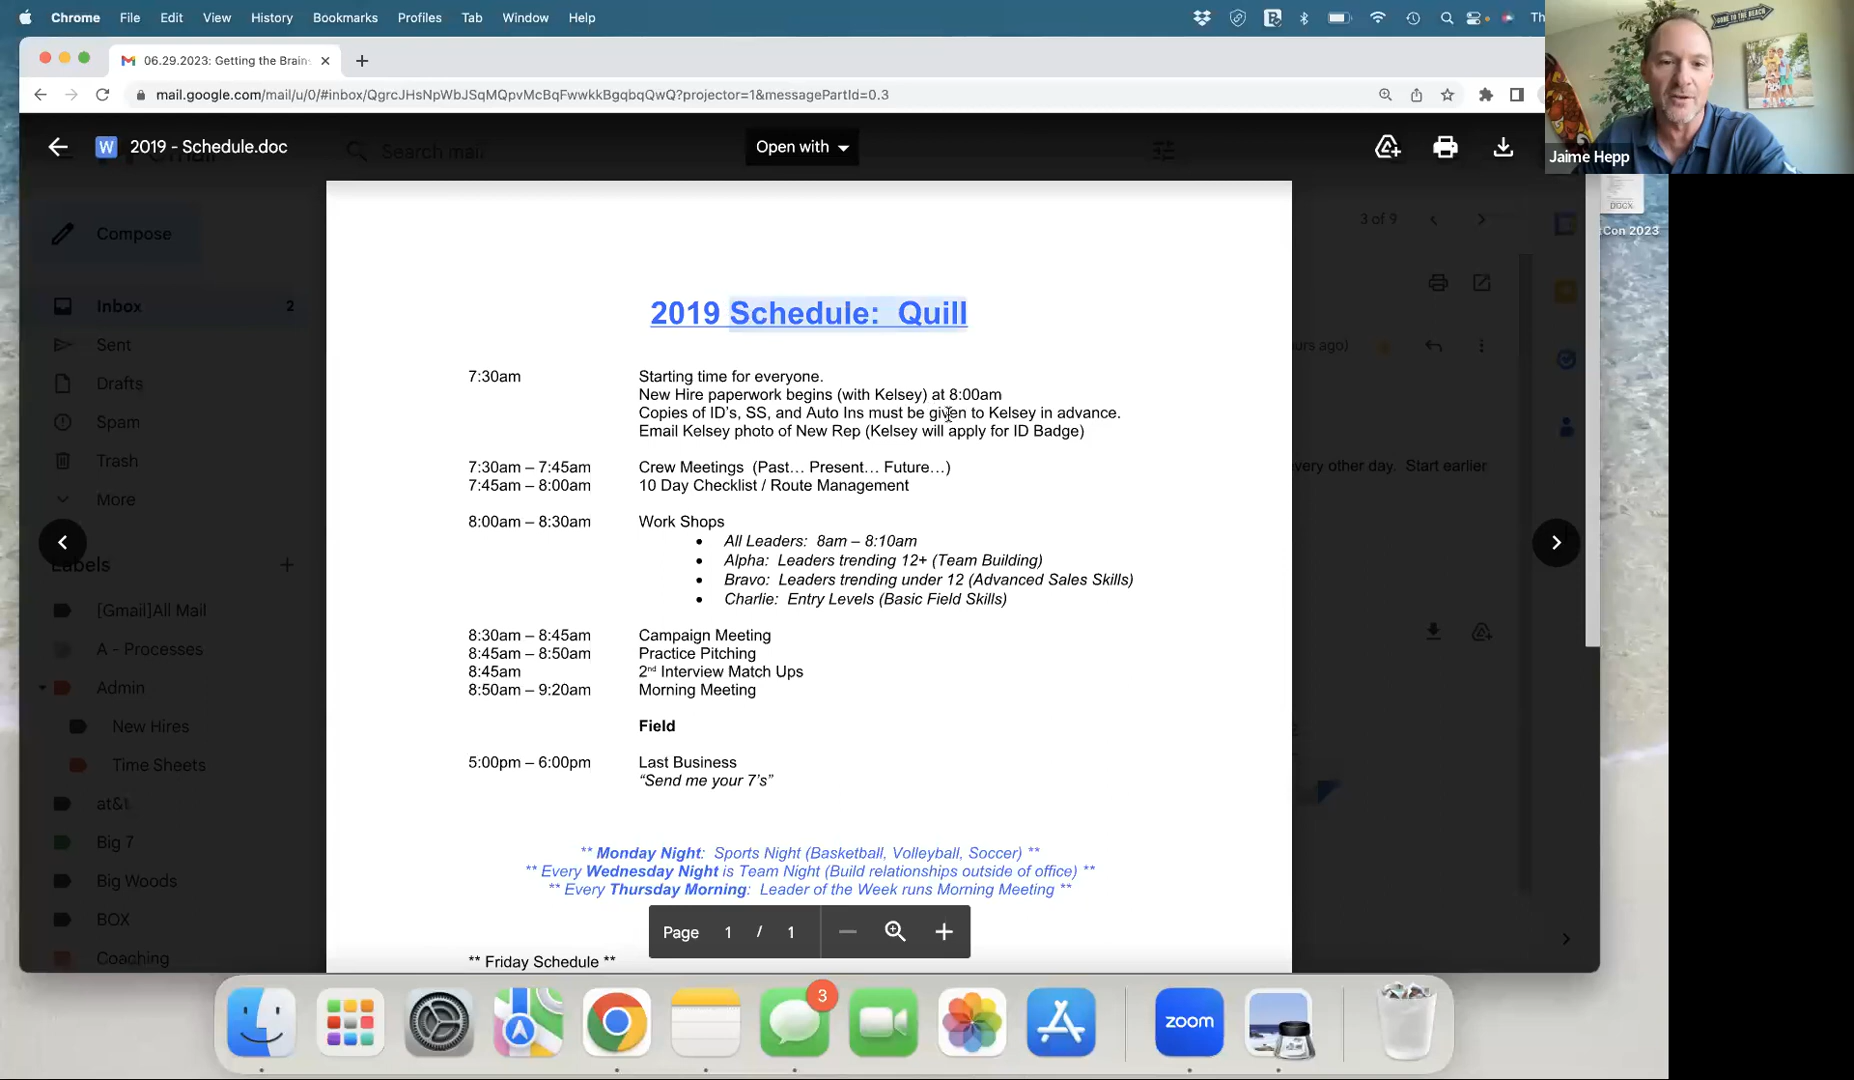 Chrome File Edit View History Bookmarks Profiles Tab Window Help
GONE TO THE BEACH
06.29.2023: Getting the Brain
mail.google.com/mail/u/0/#inbox/QgrcJHsNpWbJSqMQpvMcBqFwwkkBgqbqQwQ?projector=1&messagePartId=0.3
W 2019 - Schedule.doc
Search mail
Open with
Jaime Hepp
DOCX
Con 2023
Compose
3 of 9
Inbox 2
Sent
Drafts
Spam
Trash
More
Labels
[Gmail]All Mail
A - Processes
Admin
New Hires
Time Sheets
at&t
Big 7
Big Woods
BOX
Coaching
2019 Schedule: Quill
7:30am Starting time for everyone.
New Hire paperwork begins (with Kelsey) at 8:00am
Copies of ID's, SS, and Auto Ins must be given to Kelsey in advance.
Email Kelsey photo of New Rep (Kelsey will apply for ID Badge)
7:30am – 7:45am Crew Meetings (Past… Present… Future…)
7:45am – 8:00am 10 Day Checklist / Route Management
8:00am – 8:30am Work Shops
• All Leaders: 8am – 8:10am
• Alpha: Leaders trending 12+ (Team Building)
• Bravo: Leaders trending under 12 (Advanced Sales Skills)
• Charlie: Entry Levels (Basic Field Skills)
8:30am – 8:45am Campaign Meeting
8:45am – 8:50am Practice Pitching
8:45am 2nd Interview Match Ups
8:50am – 9:20am Morning Meeting
Field
5:00pm – 6:00pm Last Business
“Send me your 7’s”
** Monday Night: Sports Night (Basketball, Volleyball, Soccer) **
** Every Wednesday Night is Team Night (Build relationships outside of office) **
** Every Thursday Morning: Leader of the Week runs Morning Meeting **
** Friday Schedule **
Page 1 / 1
urs ago)
very other day. Start earlier
3
zoom